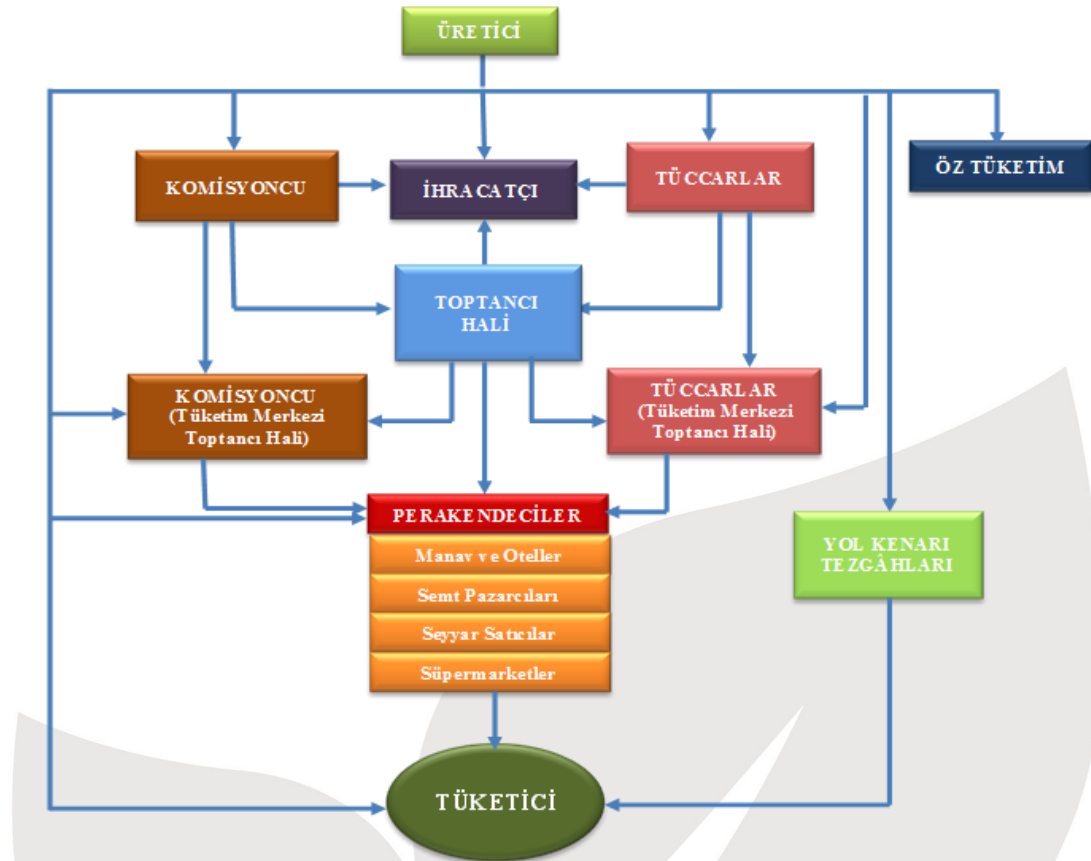 ÜRETİCİ
KOMİSYONCU
İHRACATÇI
TÜCCARLAR
ÖZ TÜKETİM
TOPTANCI
HALİ
KOMİSYONCU
(Tüketim Merkezi
Toptancı Hali)
TÜCCARLAR
(Tüketim Merkezi
Toptancı Hali)
PERAKENDECİLER
Manav ve Oteller
Semt Pazarcıları
Seyyar Satıcılar
Süpermarketler
YOL KENARI
TEZGÂHLARI
TÜKETİCİ